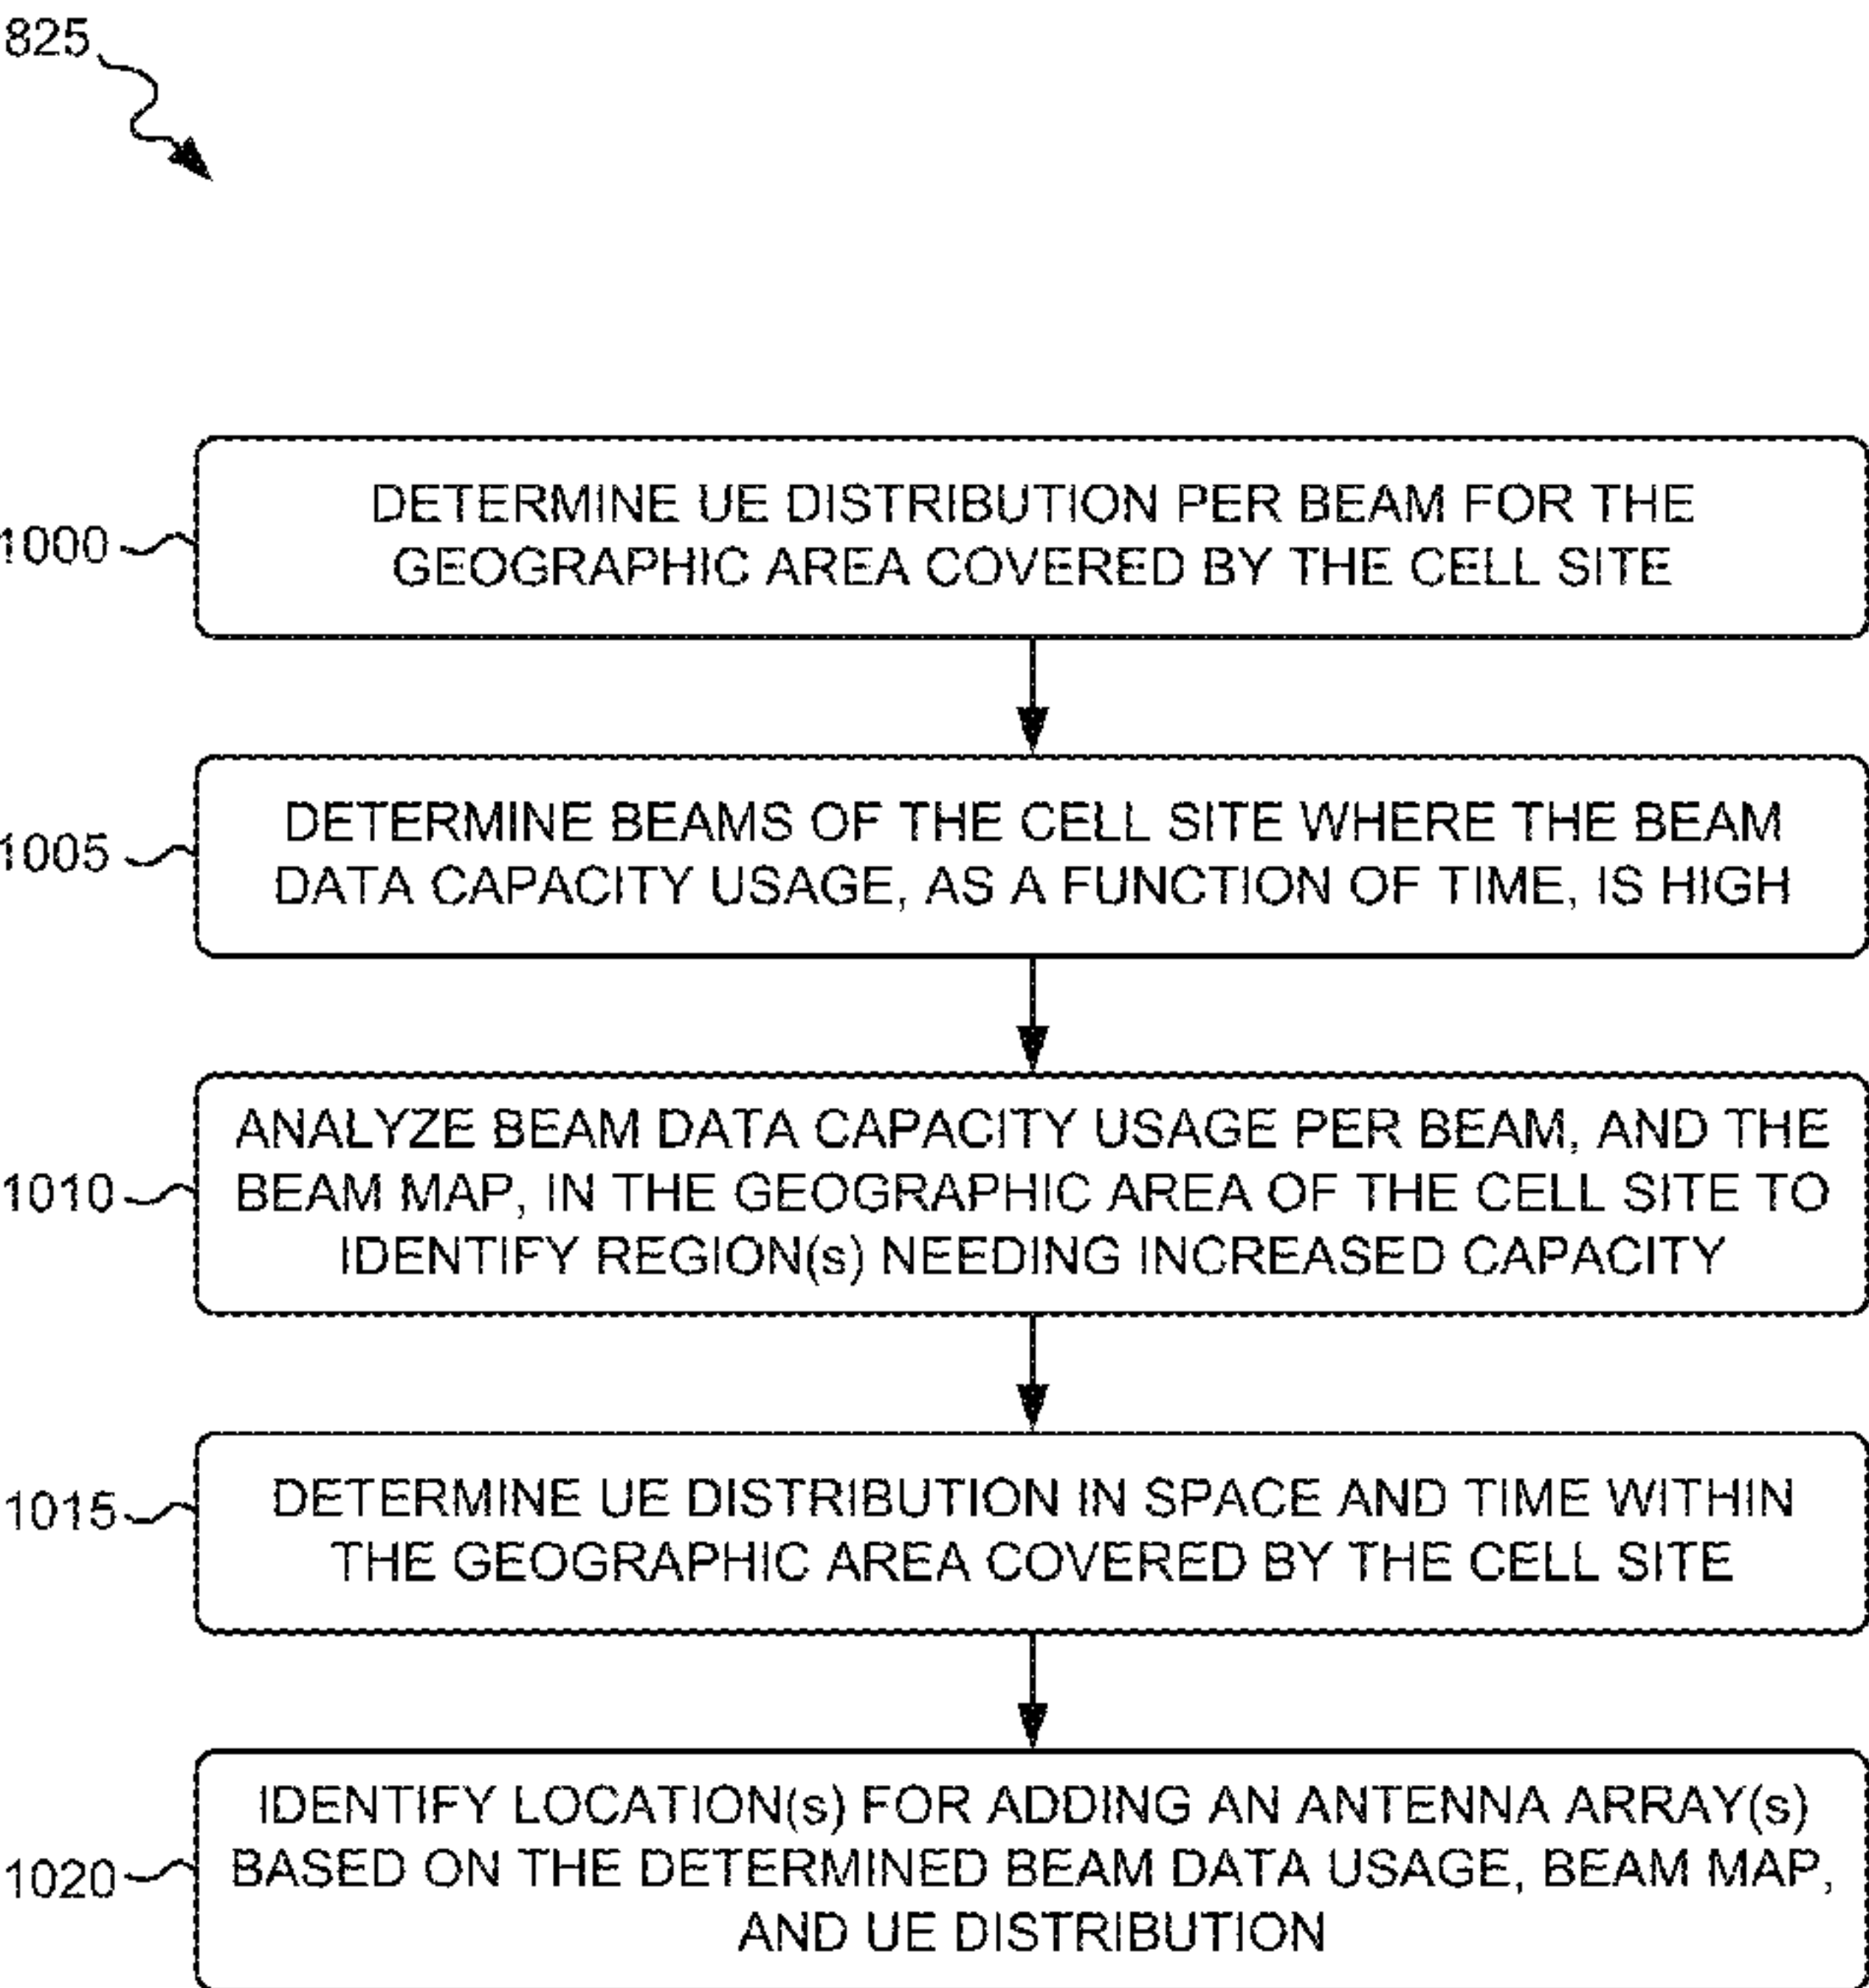 825
1000
DETERMINE UE DISTRIBUTION PER BEAM FOR THE
GEOGRAPHIC AREA COVERED BY THE CELL SITE
1005
DETERMINE BEAMS OF THE CELL SITE WHERE THE BEAM
DATA CAPACITY USAGE, AS A FUNCTION OF TIME, IS HIGH
1010
ANALYZE BEAM DATA CAPACITY USAGE PER BEAM, AND THE
BEAM MAP, IN THE GEOGRAPHIC AREA OF THE CELL SITE TO
IDENTIFY REGION(s) NEEDING INCREASED CAPACITY
1015
DETERMINE UE DISTRIBUTION IN SPACE AND TIME WITHIN
THE GEOGRAPHIC AREA COVERED BY THE CELL SITE
1020
IDENTIFY LOCATION(s) FOR ADDING AN ANTENNA ARRAY(s)
BASED ON THE DETERMINED BEAM DATA USAGE, BEAM MAP,
AND UE DISTRIBUTION